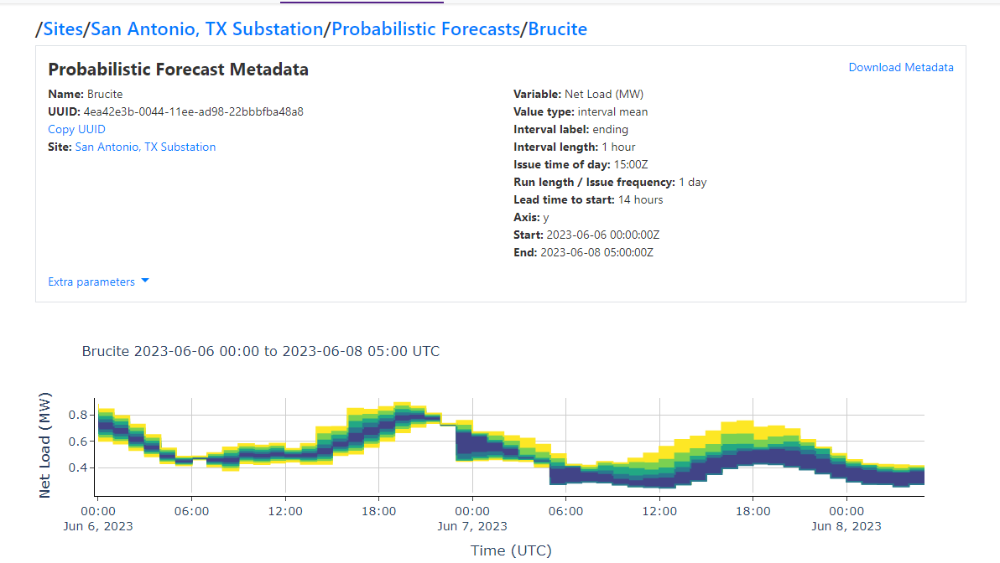 /Sites/San Antonio, TX Substation/Probabilistic Forecasts/Brucite
Probabilistic Forecast Metadata
Download Metadata
Name: Brucite
UUID: 4ea42e3b-0044-11ee-ad98-22bbbfba48a8
Copy UUID
Site: San Antonio, TX Substation
Variable: Net Load (MW)
Value type: interval mean
Interval label: ending
Interval length: 1 hour
Issue time of day: 15:00Z
Run length / Issue frequency: 1 day
Lead time to start: 14 hours
Axis: y
Start: 2023-06-06 00:00:00Z
End: 2023-06-08 05:00:00Z
Extra parameters
Brucite 2023-06-06 00:00 to 2023-06-08 05:00 UTC
Net Load (MW)
0.8
0.6
0.4
00:00 06:00 12:00 18:00 00:00 06:00 12:00 18:00 00:00
Jun 6, 2023 Jun 7, 2023 Jun 8, 2023
Time (UTC)